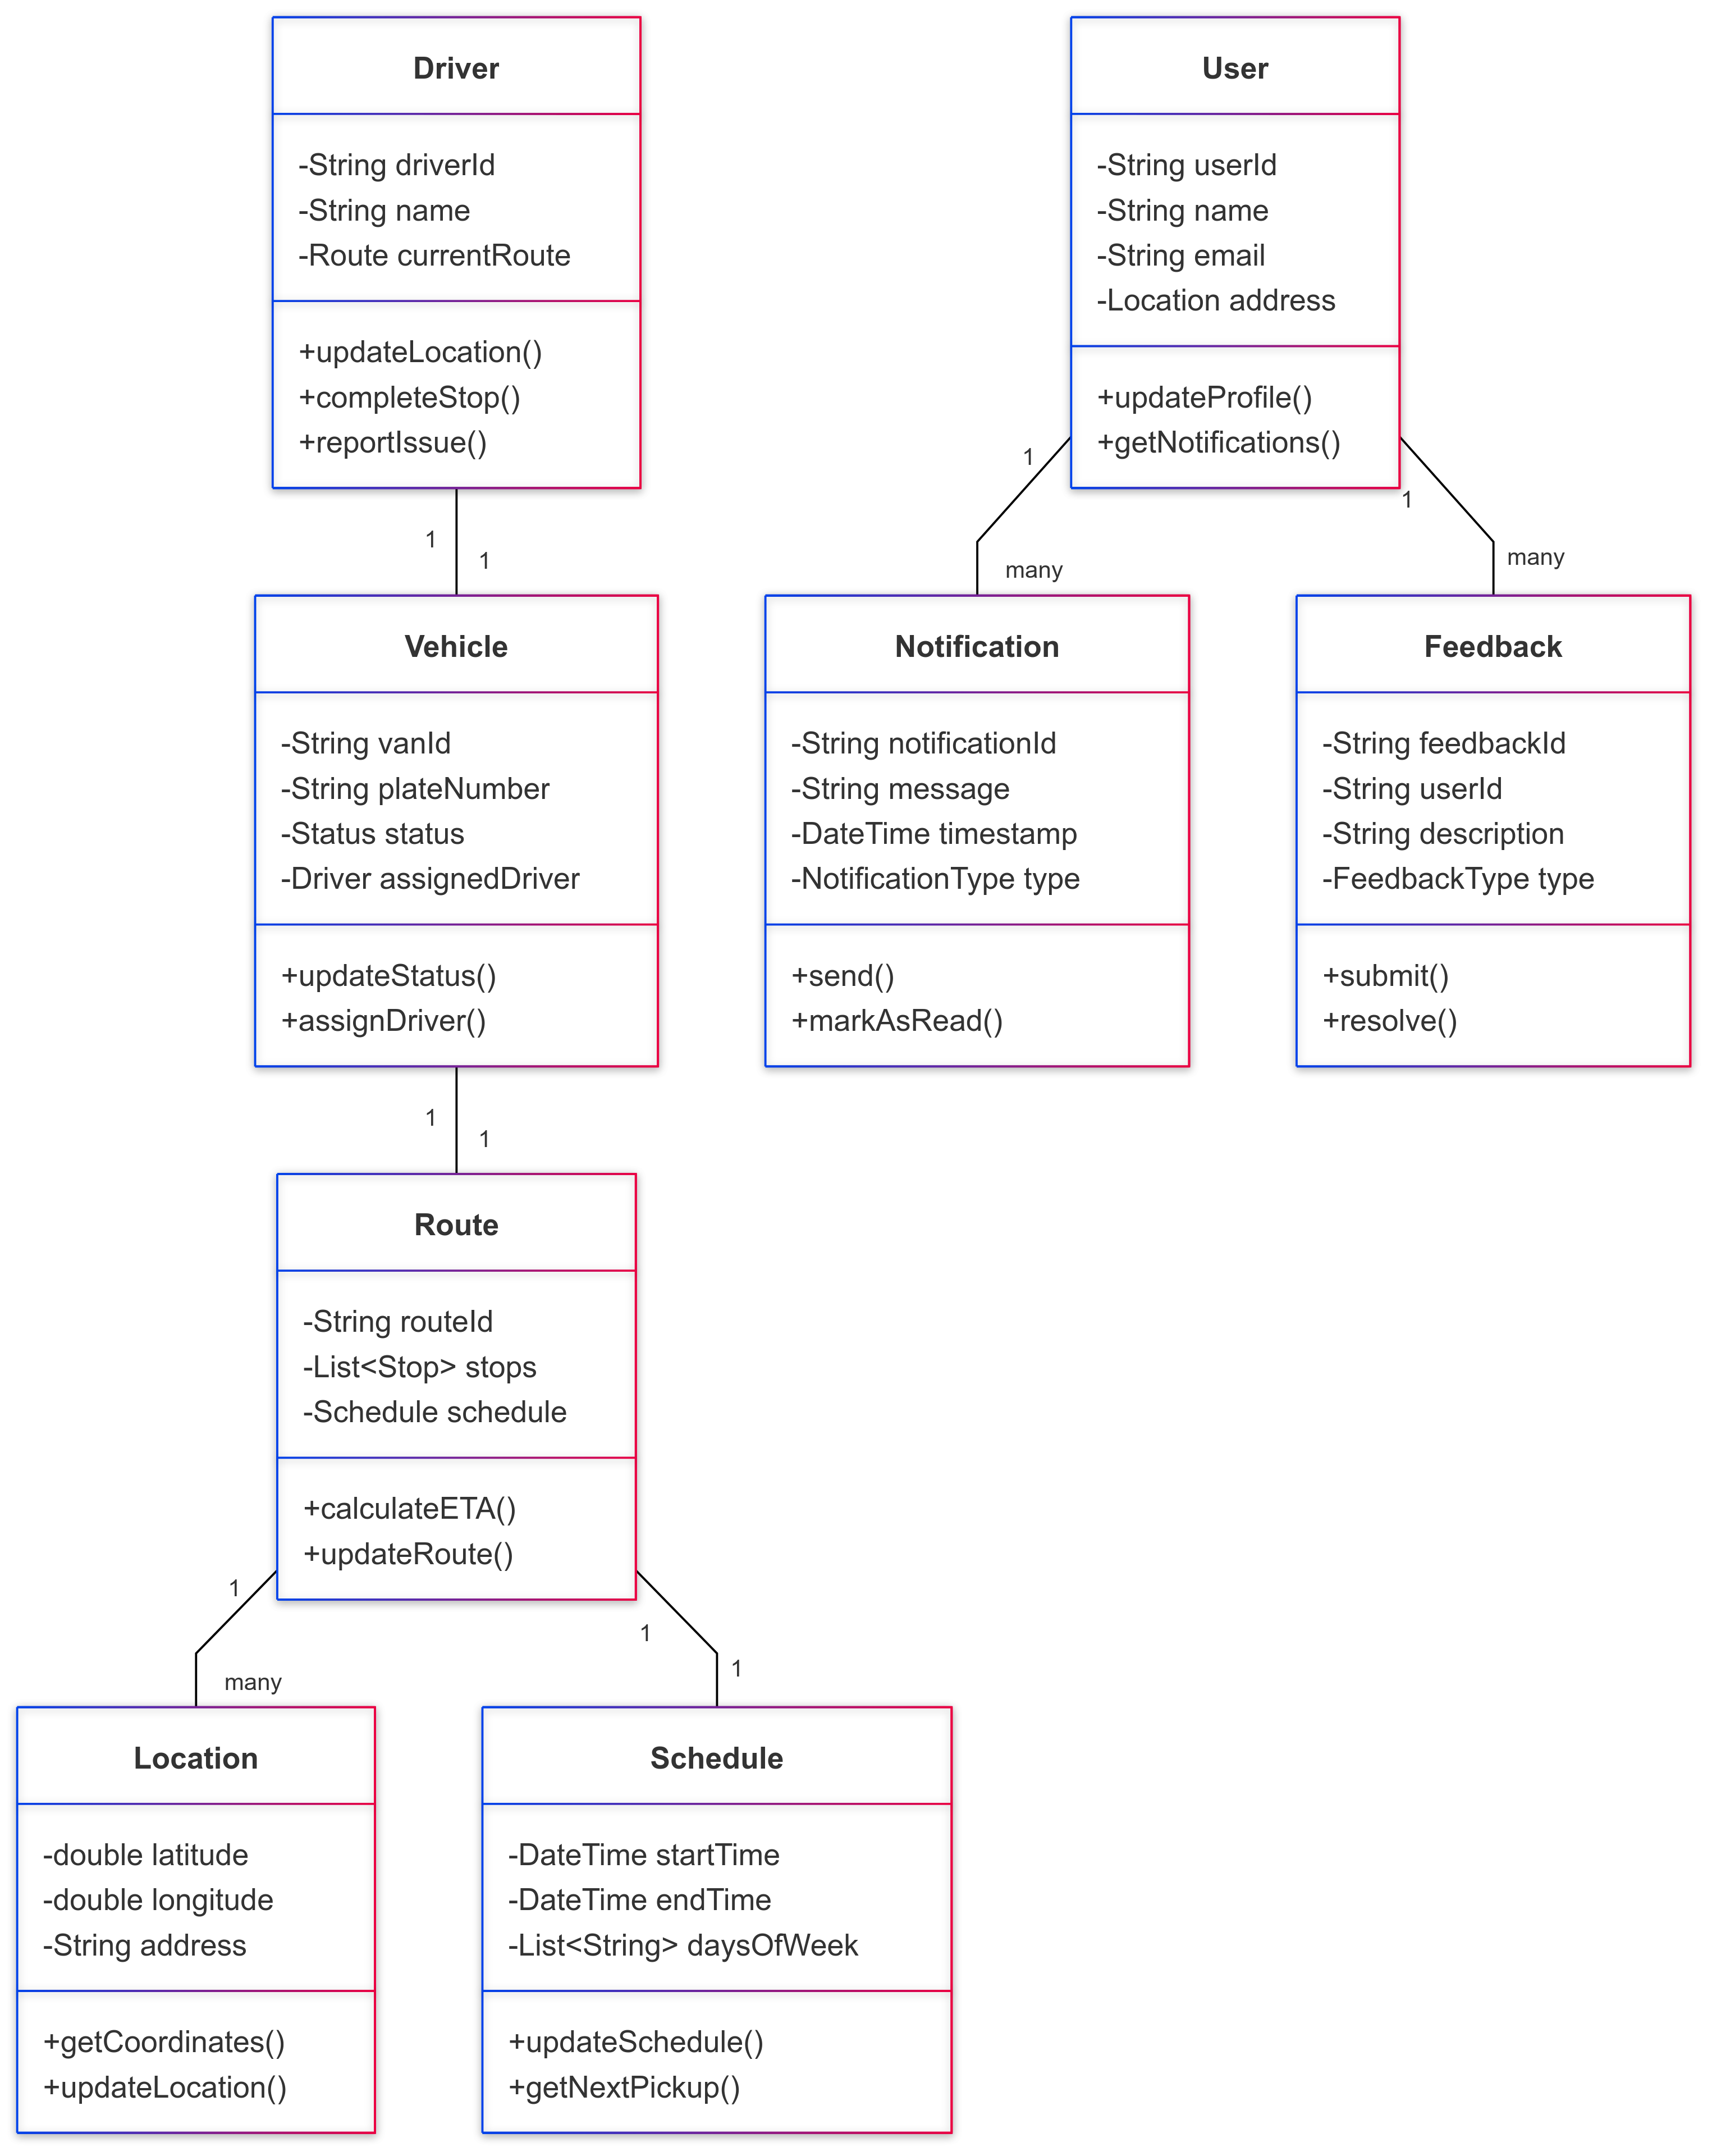 Driver
-String driverId
-String name
-Route currentRoute
+updateLocation()
+completeStop()
+reportIssue()
User
-String userId
-String name
-String email
-Location address
+updateProfile()
+getNotifications()
1
1
1
many
1
many
Vehicle
-String vanId
-String plateNumber
-Status status
-Driver assignedDriver
+updateStatus()
+assignDriver()
Notification
-String notificationId
-String message
-DateTime timestamp
-NotificationType type
+send()
+markAsRead()
Feedback
-String feedbackId
-String userId
-String description
-FeedbackType type
+submit()
+resolve()
1
1
Route
-String routeId
-List<Stop> stops
-Schedule schedule
+calculateETA()
+updateRoute()
1
many
1
1
Location
-double latitude
-double longitude
-String address
+getCoordinates()
+updateLocation()
Schedule
-DateTime startTime
-DateTime endTime
-List<String> daysOfWeek
+updateSchedule()
+getNextPickup()